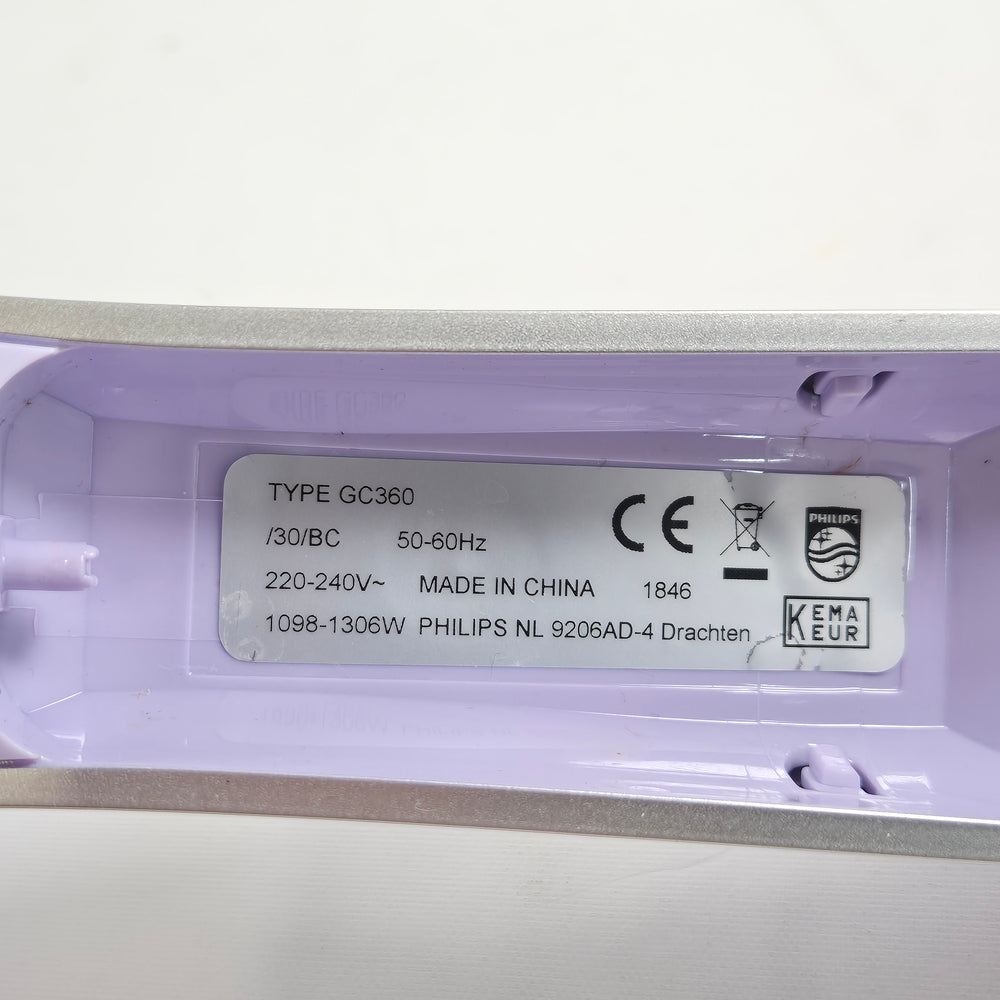 TYPE GC360
/30/BC 50-60Hz
220-240V~ MADE IN CHINA 1846
1098-1306W PHILIPS NL 9206AD-4 Drachten
CE
PHILIPS
KEMA
KEUR